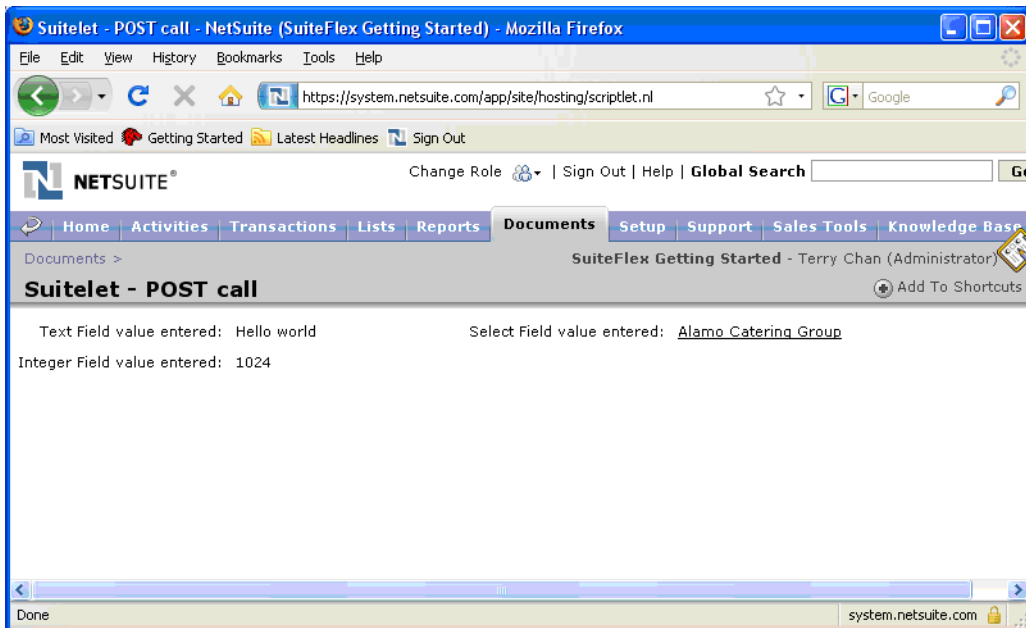 Suitelet - POST call - NetSuite (SuiteFlex Getting Started) - Mozilla Firefox
File Edit View History Bookmarks Tools Help
https://system.netsuite.com/app/site/hosting/scriptlet.nl G Google
Most Visited Getting Started Latest Headlines N Sign Out
N NETSUITE® Change Role | Sign Out | Help | Global Search Go
Home Activities Transactions Lists Reports Documents Setup Support Sales Tools Knowledge Base
Documents > SuiteFlex Getting Started - Terry Chan (Administrator)
Suitelet - POST call Add To Shortcuts
Text Field value entered: Hello world Select Field value entered: Alamo Catering Group
Integer Field value entered: 1024
Done system.netsuite.com